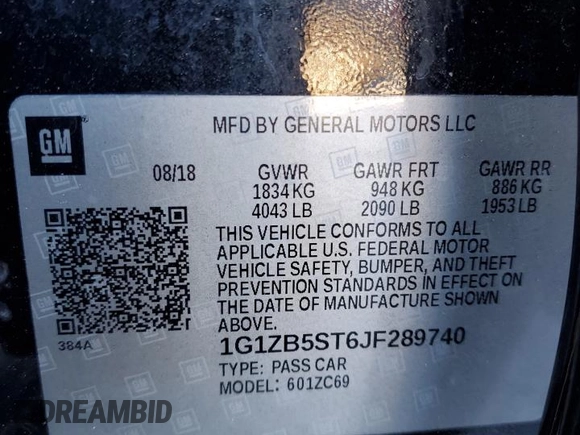 GM
MFD BY GENERAL MOTORS LLC
08/18 GVWR GAWR FRT GAWR RR
1834 KG 948 KG 886 KG
4043 LB 2090 LB 1953 LB
THIS VEHICLE CONFORMS TO ALL
APPLICABLE U.S. FEDERAL MOTOR
VEHICLE SAFETY, BUMPER, AND THEFT
PREVENTION STANDARDS IN EFFECT ON
THE DATE OF MANUFACTURE SHOWN
ABOVE.
384A
1G1ZB5ST6JF289740
TYPE: PASS CAR
MODEL: 601ZC69
DREAMBID